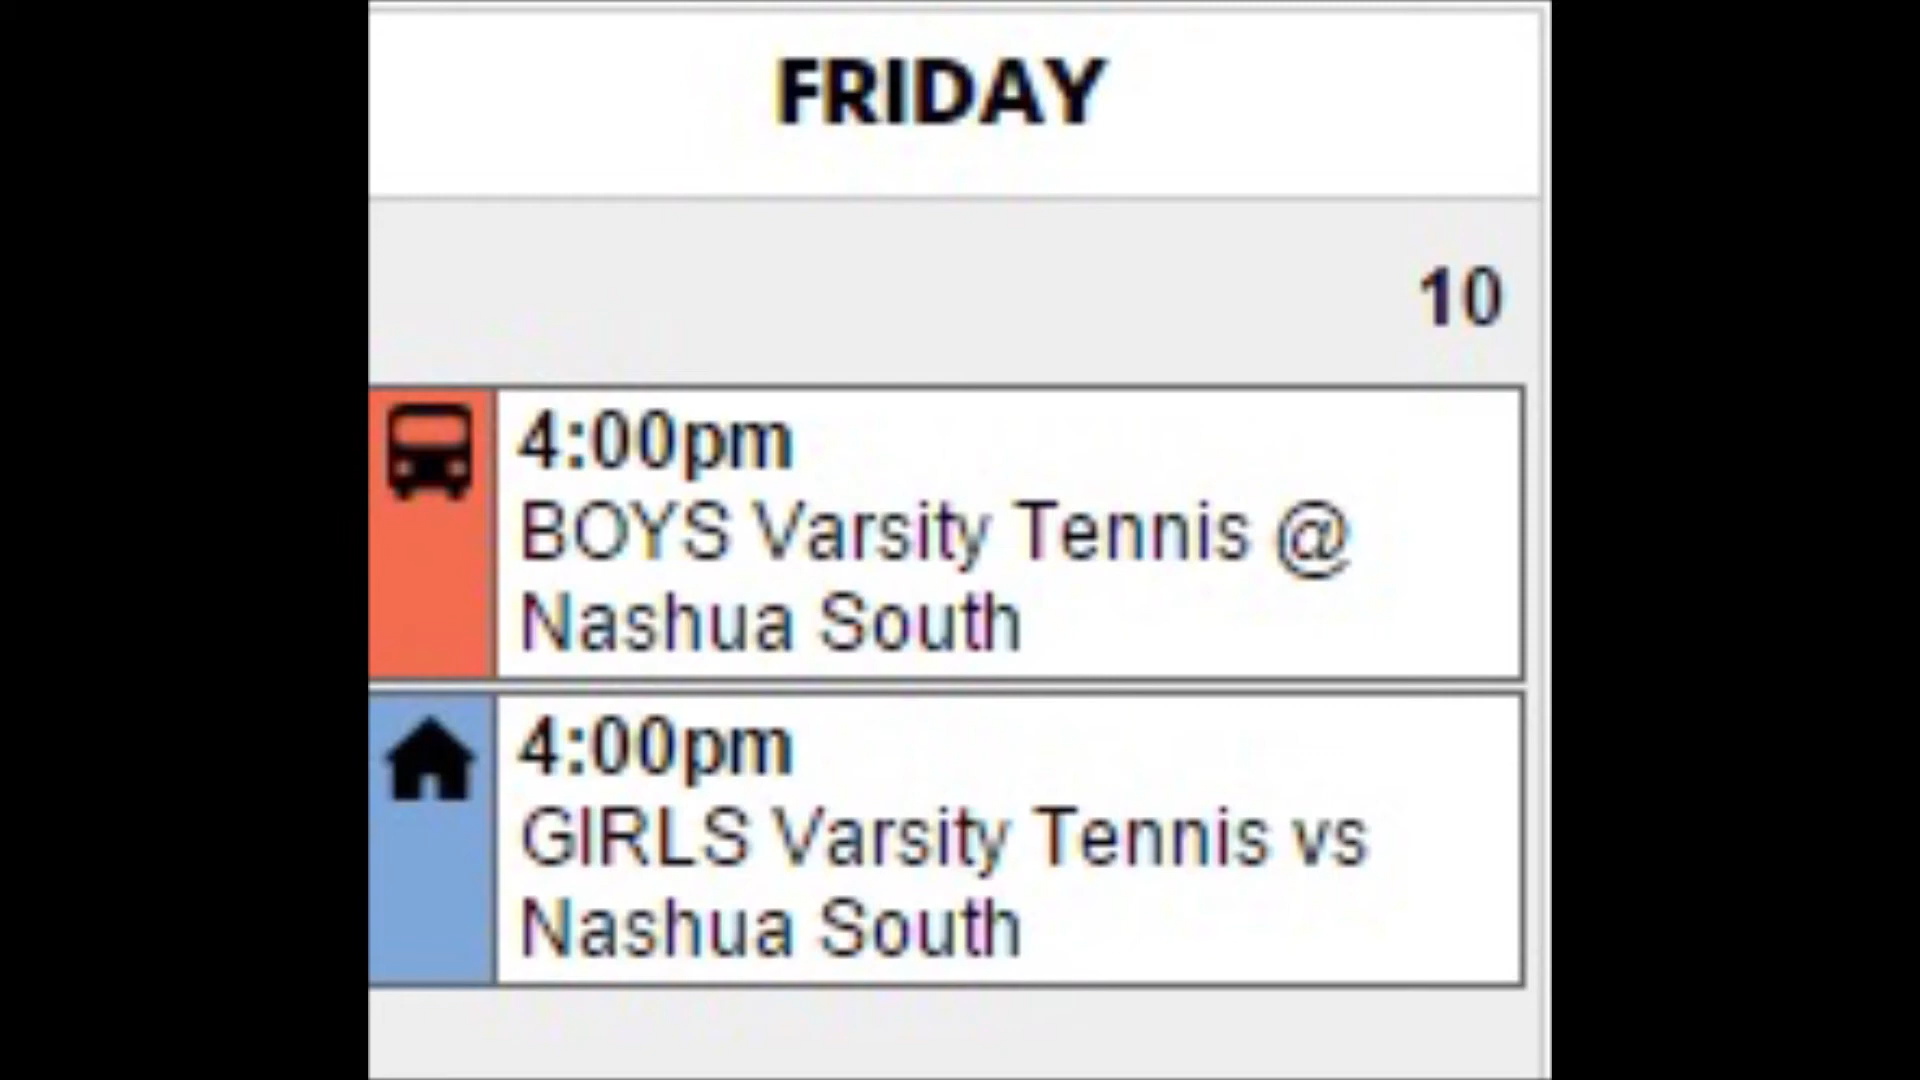 FRIDAY
10
4:00pm
BOYS Varsity Tennis @
Nashua South
4:00pm
GIRLS Varsity Tennis vs
Nashua South